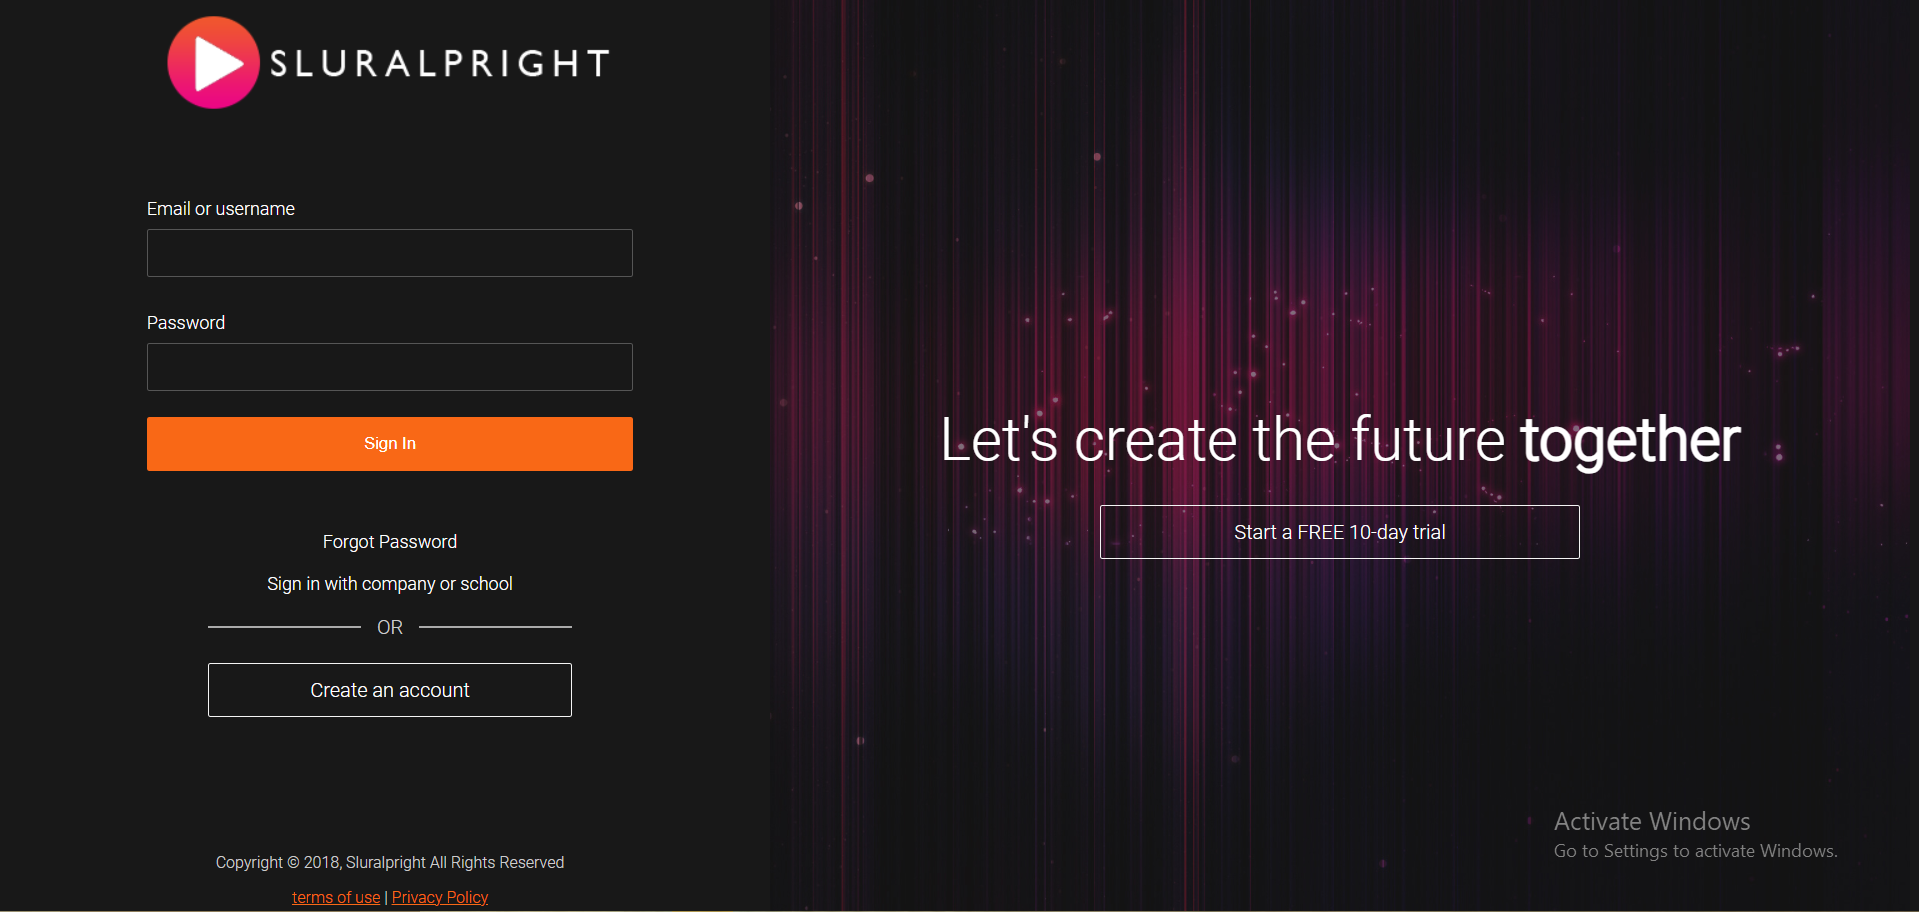 SLURALPRIGHT
Email or username
Password
Sign In
Forgot Password
Sign in with company or school
OR
Create an account
Copyright © 2018, Sluralpright All Rights Reserved
terms of use | Privacy Policy
Let's create the future together
Start a FREE 10-day trial
Activate Windows
Go to Settings to activate Windows.